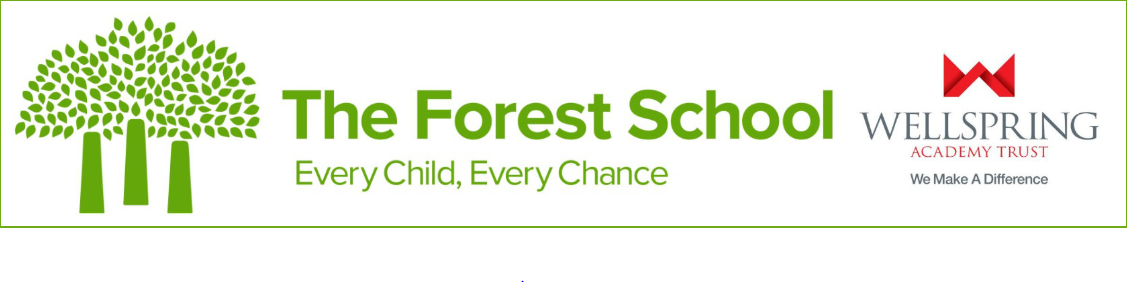 The Forest School
Every Child, Every Chance
WELLSPRING
ACADEMY TRUST
We Make A Difference